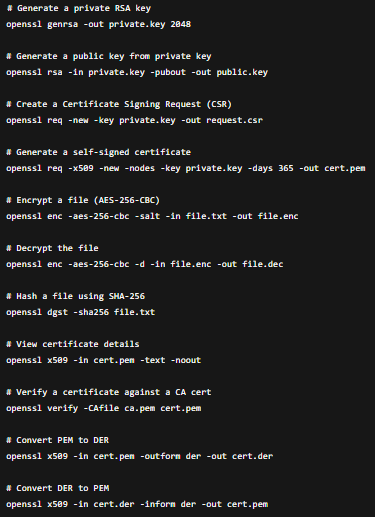 # Generate a private RSA key
openssl genrsa -out private.key 2048
# Generate a public key from private key
openssl rsa -in private.key -pubout -out public.key
# Create a Certificate Signing Request (CSR)
openssl req -new -key private.key -out request.csr
# Generate a self-signed certificate
openssl req -x509 -new -nodes -key private.key -days 365 -out cert.pem
# Encrypt a file (AES-256-CBC)
openssl enc -aes-256-cbc -salt -in file.txt -out file.enc
# Decrypt the file
openssl enc -aes-256-cbc -d -in file.enc -out file.dec
# Hash a file using SHA-256
openssl dgst -sha256 file.txt
# View certificate details
openssl x509 -in cert.pem -text -noout
# Verify a certificate against a CA cert
openssl verify -CAfile ca.pem cert.pem
# Convert PEM to DER
openssl x509 -in cert.pem -outform der -out cert.der
# Convert DER to PEM
openssl x509 -in cert.der -inform der -out cert.pem